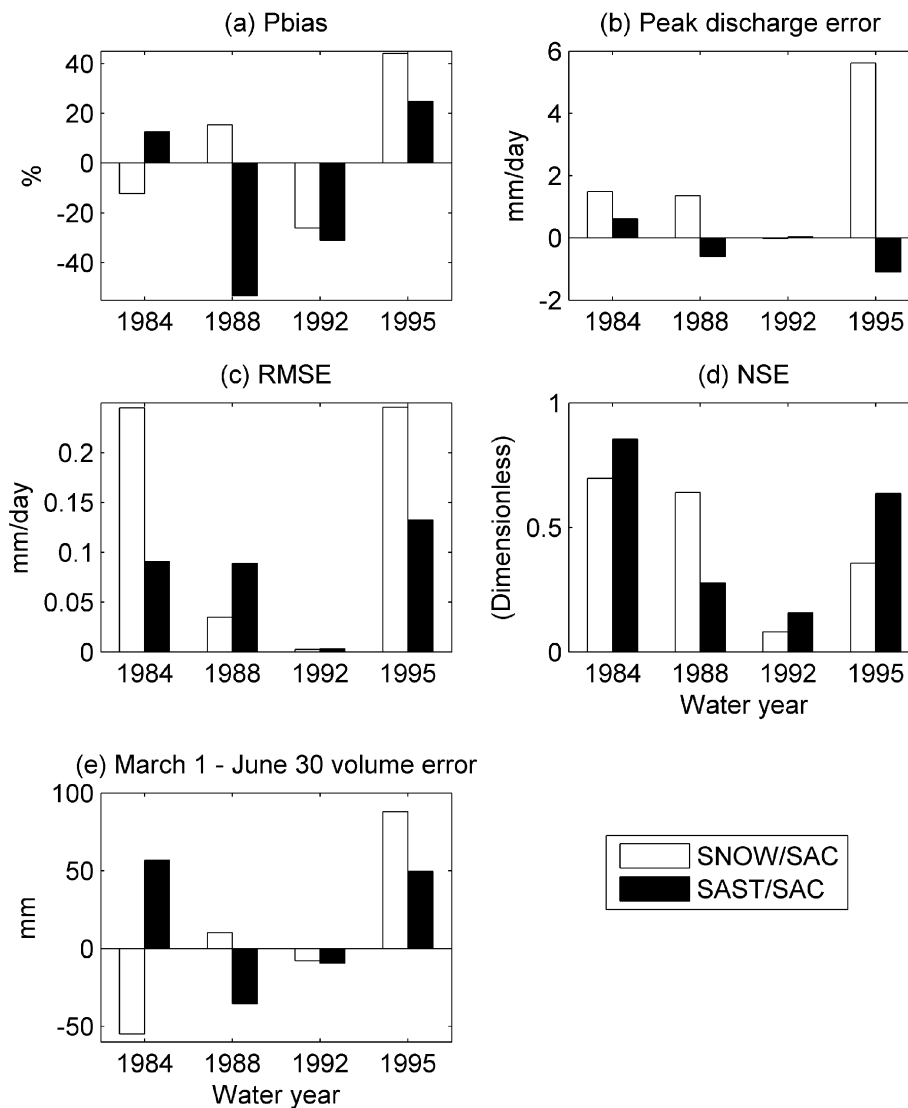 (a) Pbias
40
20
0
-20
-40
%
1984 1988 1992 1995
(b) Peak discharge error
6
4
2
0
-2
mm/day
1984 1988 1992 1995
(c) RMSE
0.2
0.15
0.1
0.05
0
mm/day
1984 1988 1992 1995
(d) NSE
1
0.5
0
(Dimensionless)
1984 1988 1992 1995
Water year
(e) March 1 - June 30 volume error
100
50
0
-50
mm
1984 1988 1992 1995
Water year
SNOW/SAC
SAST/SAC